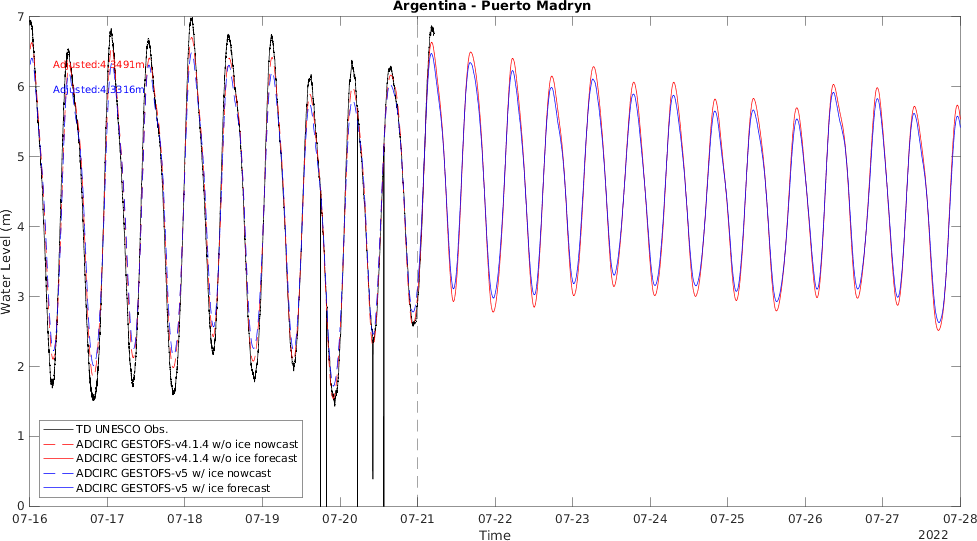 Argentina - Puerto Madryn
7
6
5
4
3
2
1
0
Water Level (m)
Adjusted:4.3491m
Adjusted:4.3316m
TD UNESCO Obs.
ADCIRC GESTOFS-v4.1.4 w/o ice nowcast
ADCIRC GESTOFS-v4.1.4 w/o ice forecast
ADCIRC GESTOFS-v5 w/ ice nowcast
ADCIRC GESTOFS-v5 w/ ice forecast
07-16 07-17 07-18 07-19 07-20 07-21 07-22 07-23 07-24 07-25 07-26 07-27 07-28
Time
2022